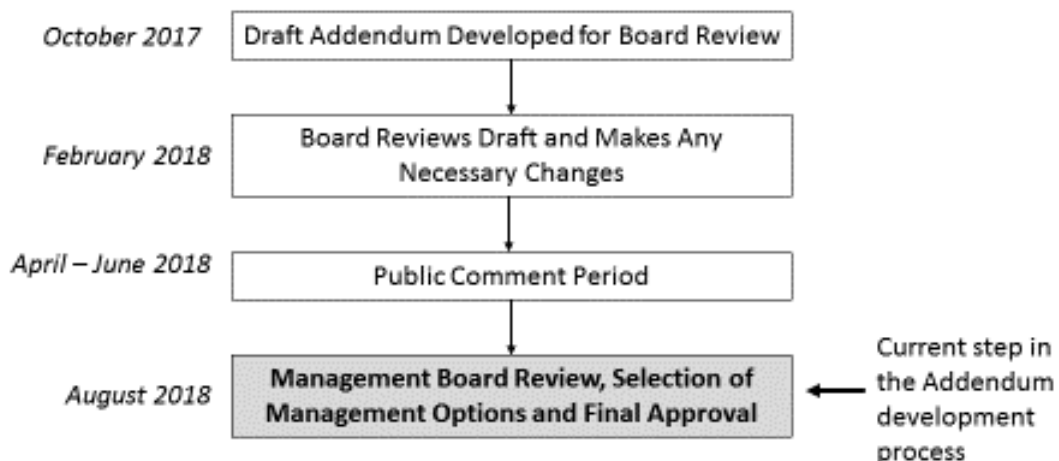 October 2017
Draft Addendum Developed for Board Review
February 2018
Board Reviews Draft and Makes Any
Necessary Changes
April – June 2018
Public Comment Period
August 2018
Management Board Review, Selection of
Management Options and Final Approval
Current step in
the Addendum
development
process